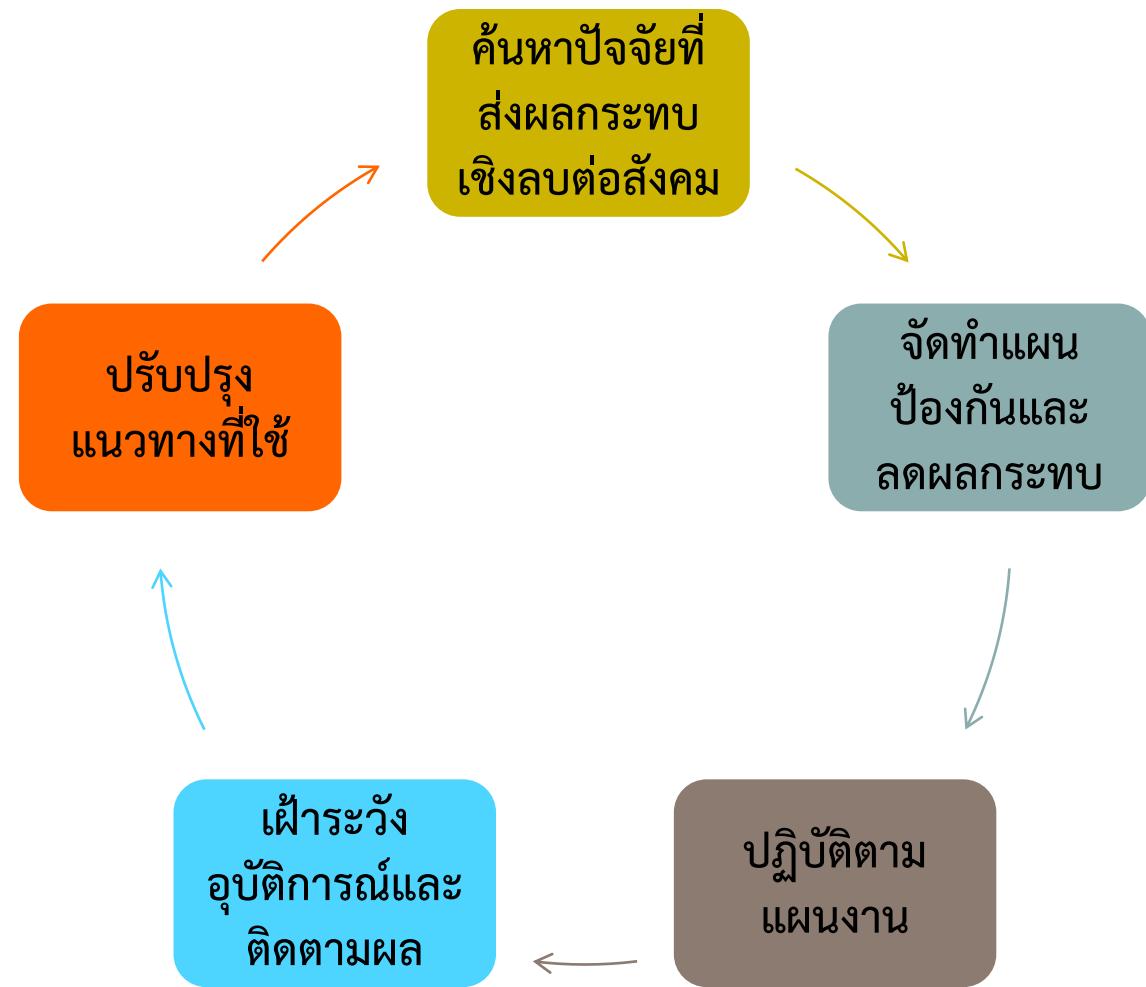 ค้นหาปัจจัยที่
ส่งผลกระทบ
เชิงลบต่อสังคม
จัดทำแผน
ป้องกันและ
ลดผลกระทบ
ปฏิบัติตาม
แผนงาน
เฝ้าระวัง
อุบัติการณ์และ
ติดตามผล
ปรับปรุง
แนวทางที่ใช้